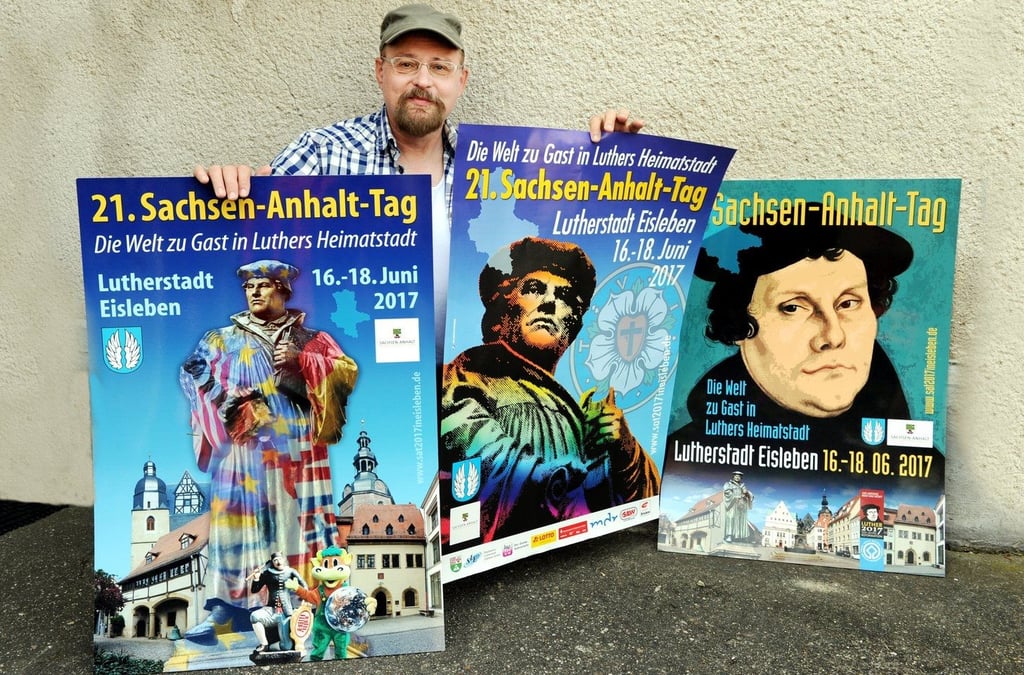 21. Sachsen-Anhalt-Tag
Die Welt zu Gast in Luthers Heimatstadt
Lutherstadt
Eisleben
16.-18. Juni
2017
SACHSEN-ANHALT
www.sat2017ineisleben.de
Die Welt zu Gast in Luthers Heimatstadt
21. Sachsen-Anhalt-Tag
Lutherstadt Eisleben
16.-18. Juni
2017
www.sat2017ineisleben.de
LOTTO
mdr
SAW
Sachsen-Anhalt-Tag
www.sat2017ineisleben.de
Die Welt
zu Gast in
Luthers Heimatstadt
SACHSEN-ANHALT
Lutherstadt Eisleben 16.-18.06.2017
LUTHER
2017